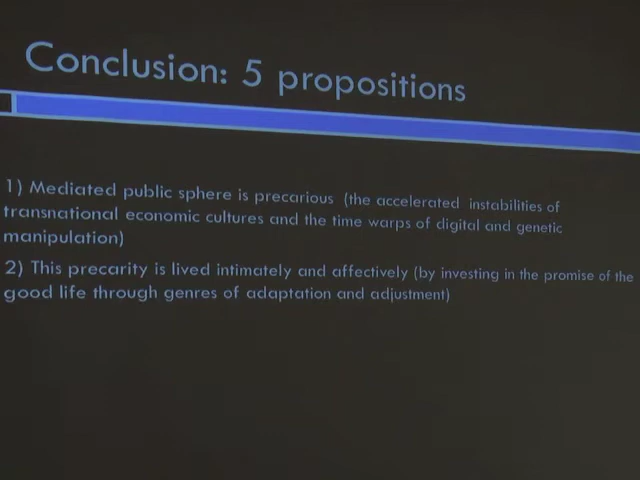 Conclusion: 5 propositions
1) Mediated public sphere is precarious (the accelerated instabilities of
transnational economic cultures and the time warps of digital and genetic
manipulation)
2) This precarity is lived intimately and affectively (by investing in the promise of the
good life through genres of adaptation and adjustment)